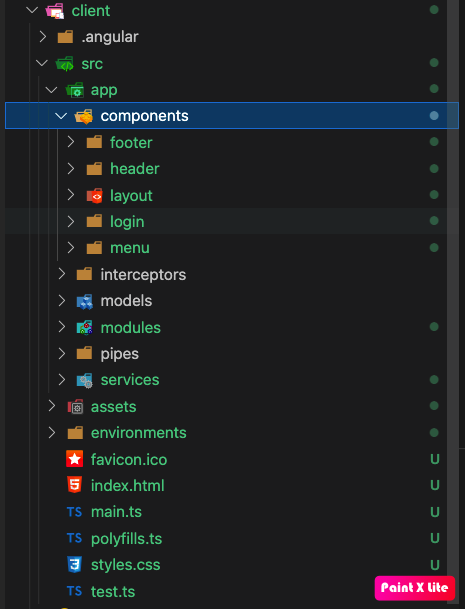 client
.angular
src
app
components
footer
header
layout
login
menu
interceptors
models
modules
pipes
services
assets
environments
favicon.ico U
index.html U
TS main.ts U
TS polyfills.ts U
styles.css U
TS test.ts
Paint X Lite